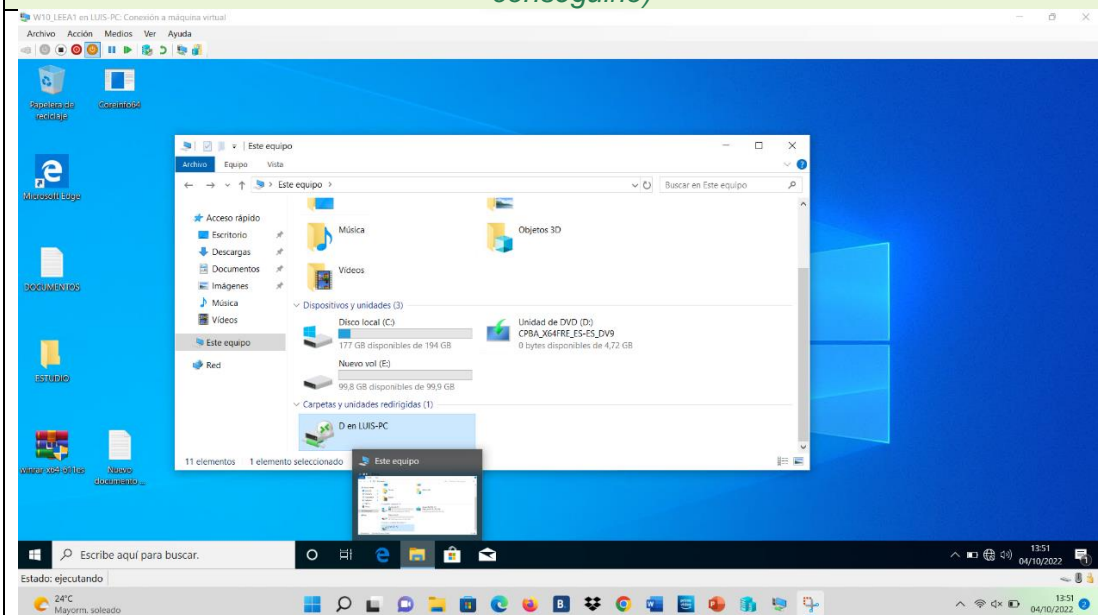 conseguirlo)
W10_LEEA1 en LUIS-PC: Conexión a máquina virtual
Archivo Acción Medios Ver Ayuda
Papelera de reciclaje
Coreinfo64
Microsoft Edge
DOCUMENTOS
ESTUDIO
Nuevo documento ...
Este equipo
Archivo Equipo Vista
Este equipo
Buscar en Este equipo
Acceso rápido
Escritorio
Descargas
Documentos
Imágenes
Música
Vídeos
Este equipo
Red
Música
Objetos 3D
Vídeos
Dispositivos y unidades (3)
Disco local (C:)
177 GB disponibles de 194 GB
Unidad de DVD (D:)
CPBA_X64FRE_ES-ES_DV9
0 bytes disponibles de 4,72 GB
Nuevo vol (E:)
99,8 GB disponibles de 99,9 GB
Carpetas y unidades redirigidas (1)
D en LUIS-PC
11 elementos 1 elemento seleccionado
Este equipo
Escribe aquí para buscar.
13:51
04/10/2022
Estado: ejecutando
24°C
Mayorm. soleado
13:51
04/10/2022